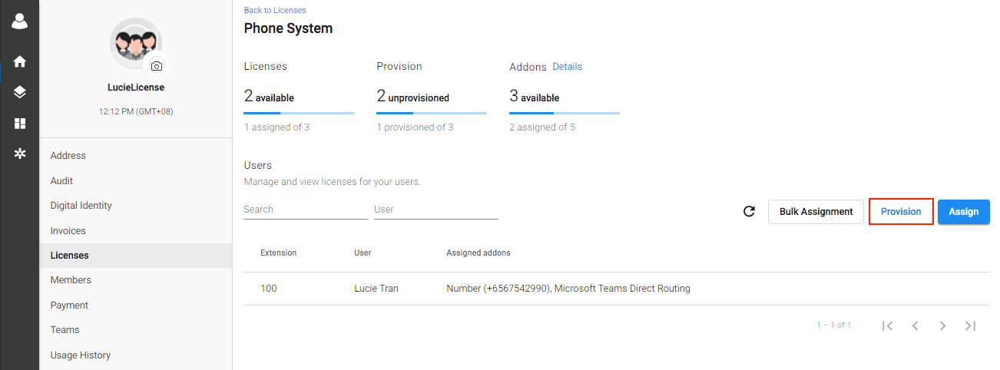 LucieLicense
12:12 PM (GMT+08)
Address
Audit
Digital Identity
Invoices
Licenses
Members
Payment
Teams
Usage History
Back to Licenses
Phone System
Licenses
2 available
1 assigned of 3
Provision
2 unprovisioned
1 provisioned of 3
Addons Details
3 available
2 assigned of 5
Users
Manage and view licenses for your users.
Search User Bulk Assignment Provision Assign
Extension User Assigned addons
100 Lucie Tran Number (+6567542990), Microsoft Teams Direct Routing
1 – 1 of 1